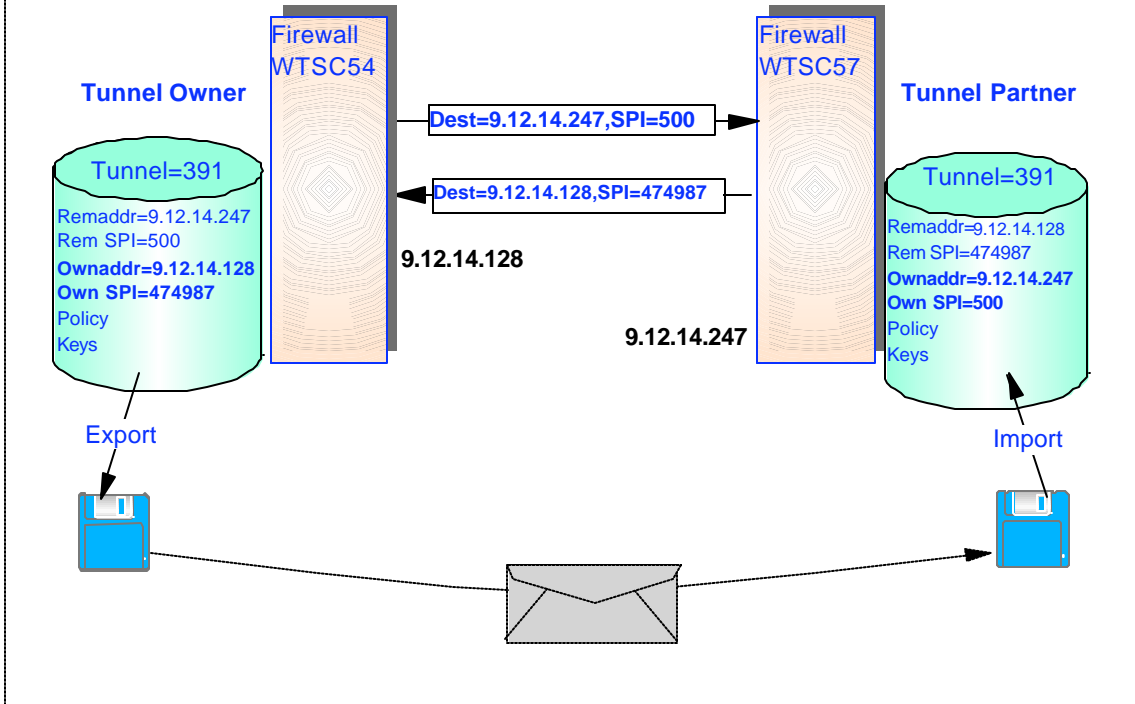 Firewall
WTSC54
Firewall
WTSC57
Tunnel Owner
Tunnel Partner
Dest=9.12.14.247,SPI=500
Dest=9.12.14.128,SPI=474987
Tunnel=391
Remaddr=9.12.14.247
Rem SPI=500
Ownaddr=9.12.14.128
Own SPI=474987
Policy
Keys
9.12.14.128
9.12.14.247
Tunnel=391
Remaddr=9.12.14.128
Rem SPI=474987
Ownaddr=9.12.14.247
Own SPI=500
Policy
Keys
Export
Import